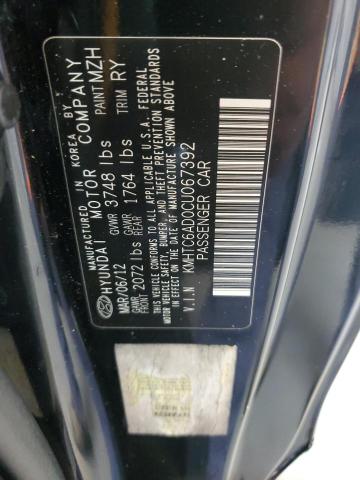 MANUFACTURED IN KOREA BY
HYUNDAI MOTOR COMPANY
MAR/06/12 GVWR 3748 lbs PAINT MZH
GAWR FRONT 2072 lbs GAWR REAR 1764 lbs TRIM RY
THIS VEHICLE CONFORMS TO ALL APPLICABLE U.S.A. FEDERAL
MOTOR VEHICLE SAFETY, BUMPER, AND THEFT PREVENTION STANDARDS
IN EFFECT ON THE DATE OF MANUFACTURE SHOWN ABOVE.
V.I.N KMHTC6AD0CU067392
PASSENGER CAR